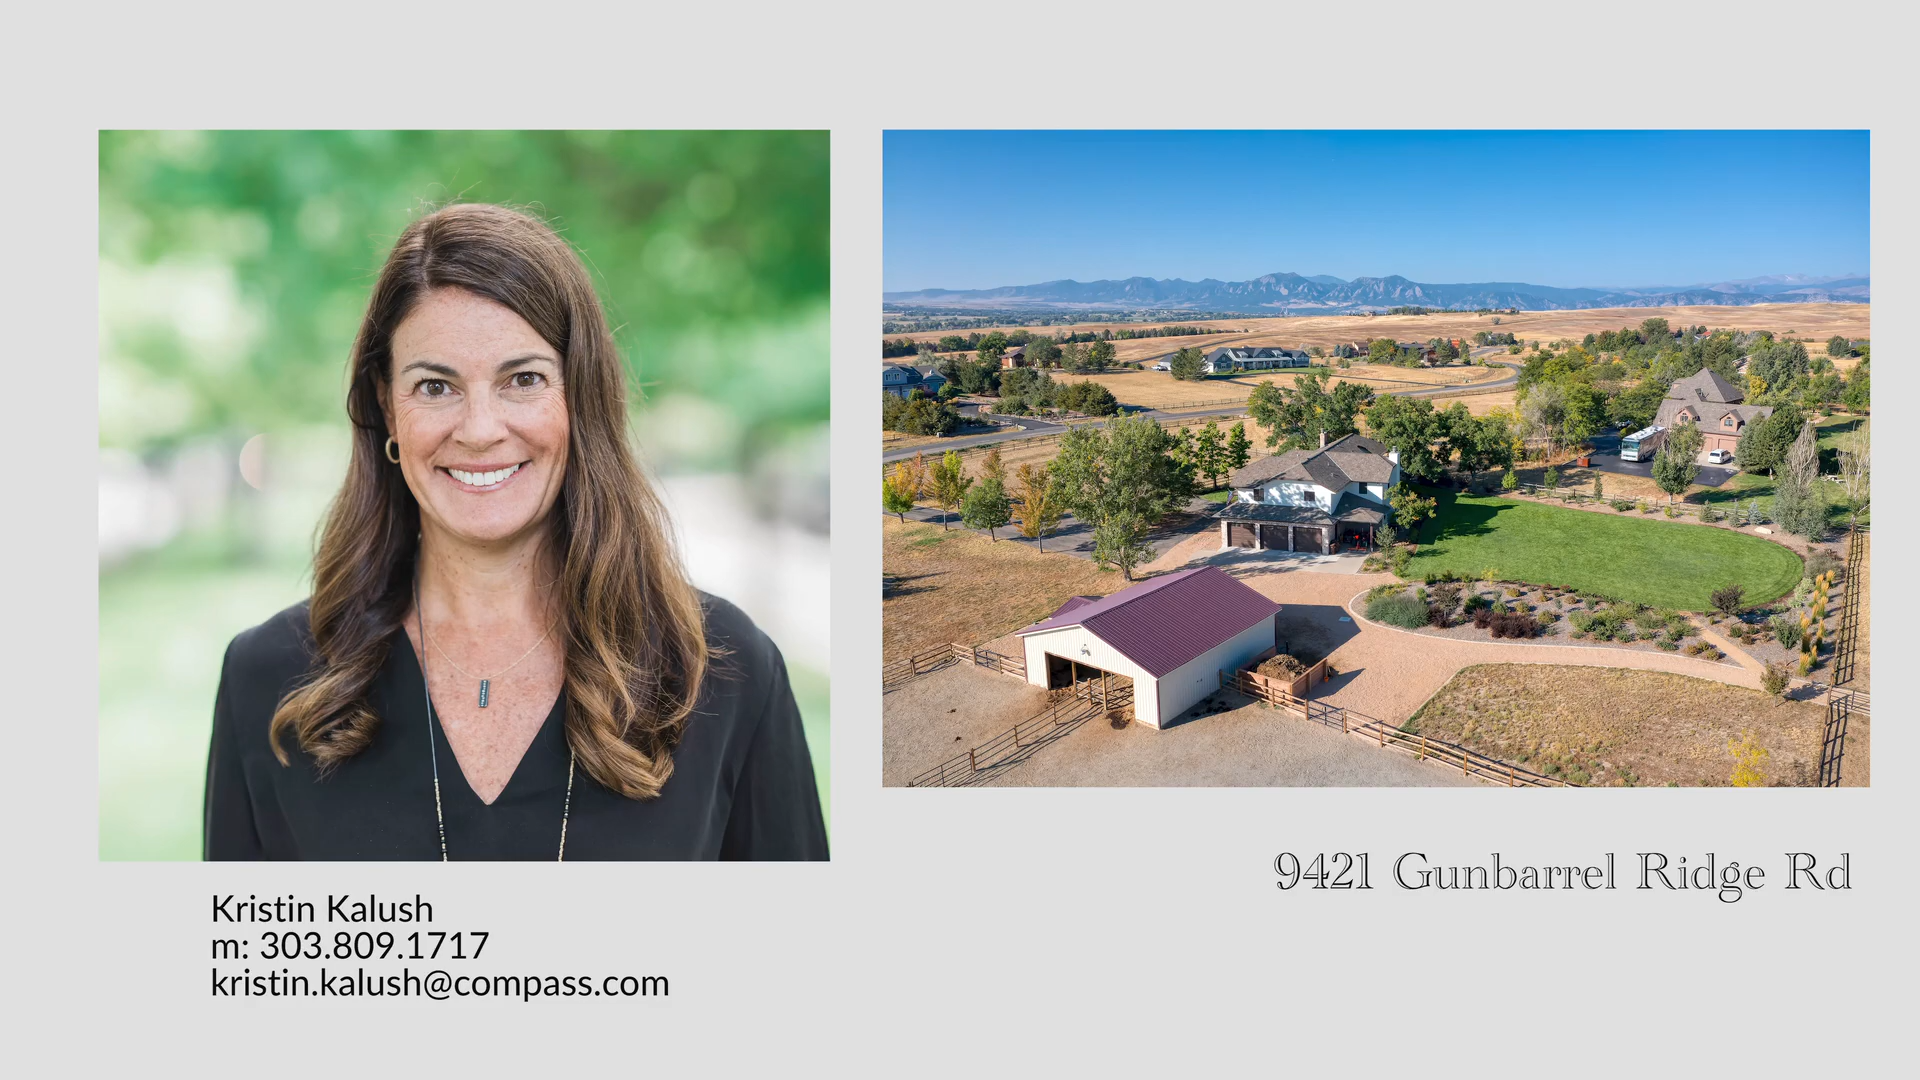 Kristin Kalush
m: 303.809.1717
kristin.kalush@compass.com
9421 Gunbarrel Ridge Rd